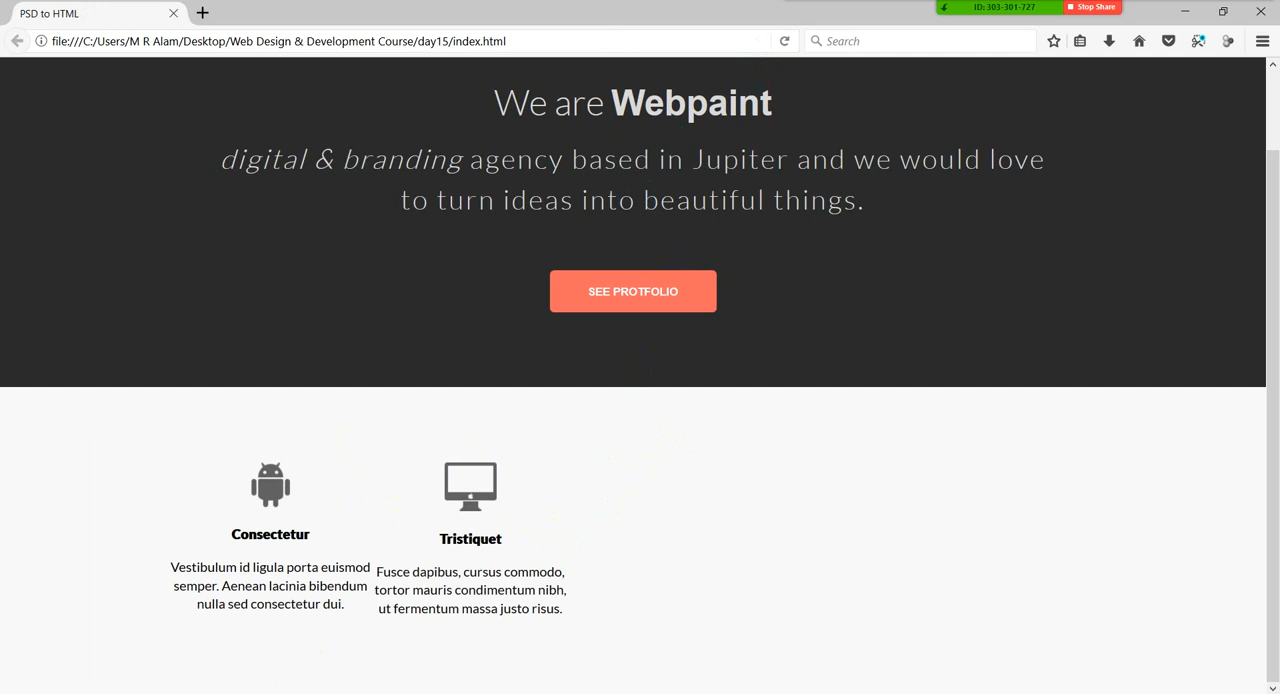 PSD to HTML
ID: 303-301-727
Stop Share
file:///C:/Users/M R Alam/Desktop/Web Design & Development Course/day15/index.html
Search
We are Webpaint
digital & branding agency based in Jupiter and we would love
to turn ideas into beautiful things.
SEE PROTFOLIO
Consectetur
Vestibulum id ligula porta euismod
semper. Aenean lacinia bibendum
nulla sed consectetur dui.
Tristiquet
Fusce dapibus, cursus commodo,
tortor mauris condimentum nibh,
ut fermentum massa justo risus.